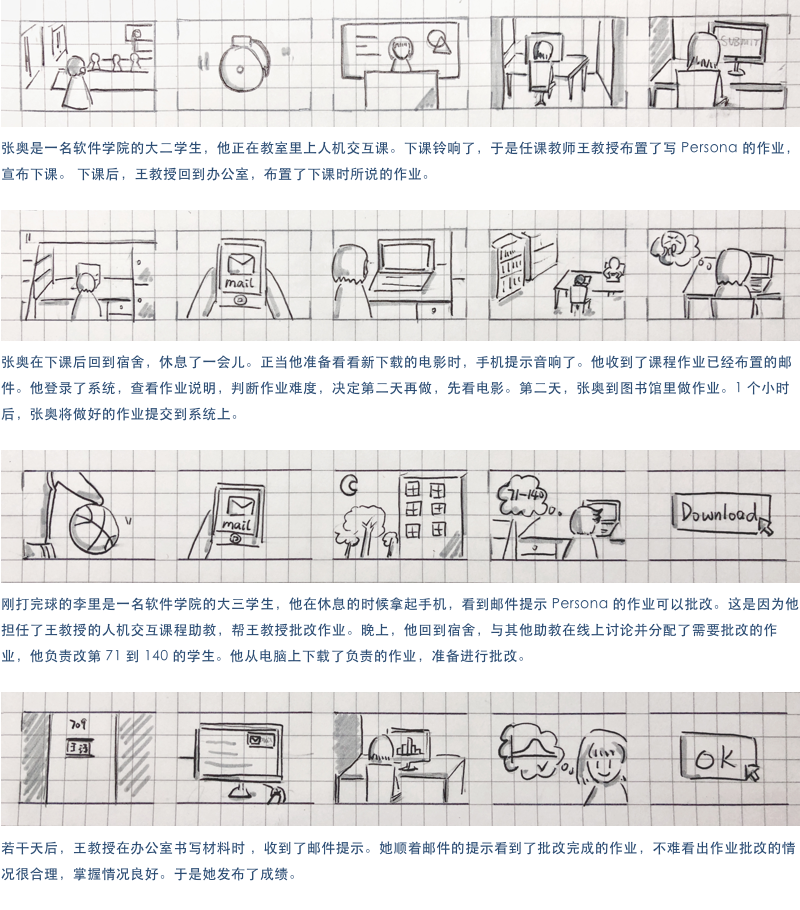 SUBMIT
张奥是一名软件学院的大二学生，他正在教室里上人机交互课。下课铃响了，于是任课教师王教授布置了写 Persona 的作业，
宣布下课。 下课后，王教授回到办公室，布置了下课时所说的作业。
mail
张奥在下课后回到宿舍，休息了一会儿。正当他准备看看新下载的电影时，手机提示音响了。他收到了课程作业已经布置的邮
件。他登录了系统，查看作业说明，判断作业难度，决定第二天再做，先看电影。第二天，张奥到图书馆里做作业。1 个小时
后，张奥将做好的作业提交到系统上。
mail
71-140
Download
刚打完球的李里是一名软件学院的大三学生，他在休息的时候拿起手机，看到邮件提示 Persona 的作业可以批改。这是因为他
担任了王教授的人机交互课程助教，帮王教授批改作业。晚上，他回到宿舍，与其他助教在线上讨论并分配了需要批改的作
业，他负责改第 71 到 140 的学生。他从电脑上下载了负责的作业，准备进行批改。
709
OK
若干天后，王教授在办公室书写材料时 ，收到了邮件提示。她顺着邮件的提示看到了批改完成的作业，不难看出作业批改的情
况很合理，掌握情况良好。于是她发布了成绩。